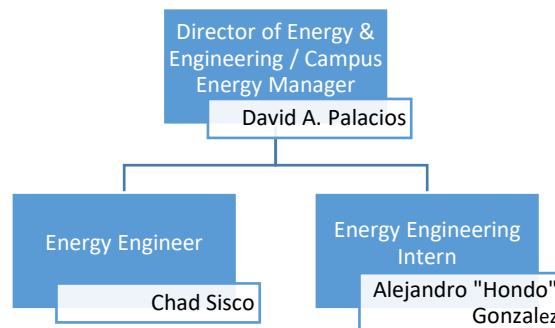 Director of Energy &
Engineering / Campus
Energy Manager
David A. Palacios
Energy Engineer
Chad Sisco
Energy Engineering
Intern
Alejandro "Hondo"
Gonzalez